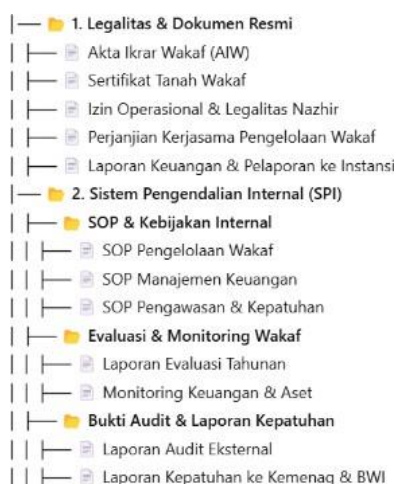 1. Legalitas & Dokumen Resmi
Akta Ikrar Wakaf (AIW)
Sertifikat Tanah Wakaf
Izin Operasional & Legalitas Nazhir
Perjanjian Kerjasama Pengelolaan Wakaf
Laporan Keuangan & Pelaporan ke Instansi
2. Sistem Pengendalian Internal (SPI)
SOP & Kebijakan Internal
SOP Pengelolaan Wakaf
SOP Manajemen Keuangan
SOP Pengawasan & Kepatuhan
Evaluasi & Monitoring Wakaf
Laporan Evaluasi Tahunan
Monitoring Keuangan & Aset
Bukti Audit & Laporan Kepatuhan
Laporan Audit Eksternal
Laporan Kepatuhan ke Kemenag & BWI